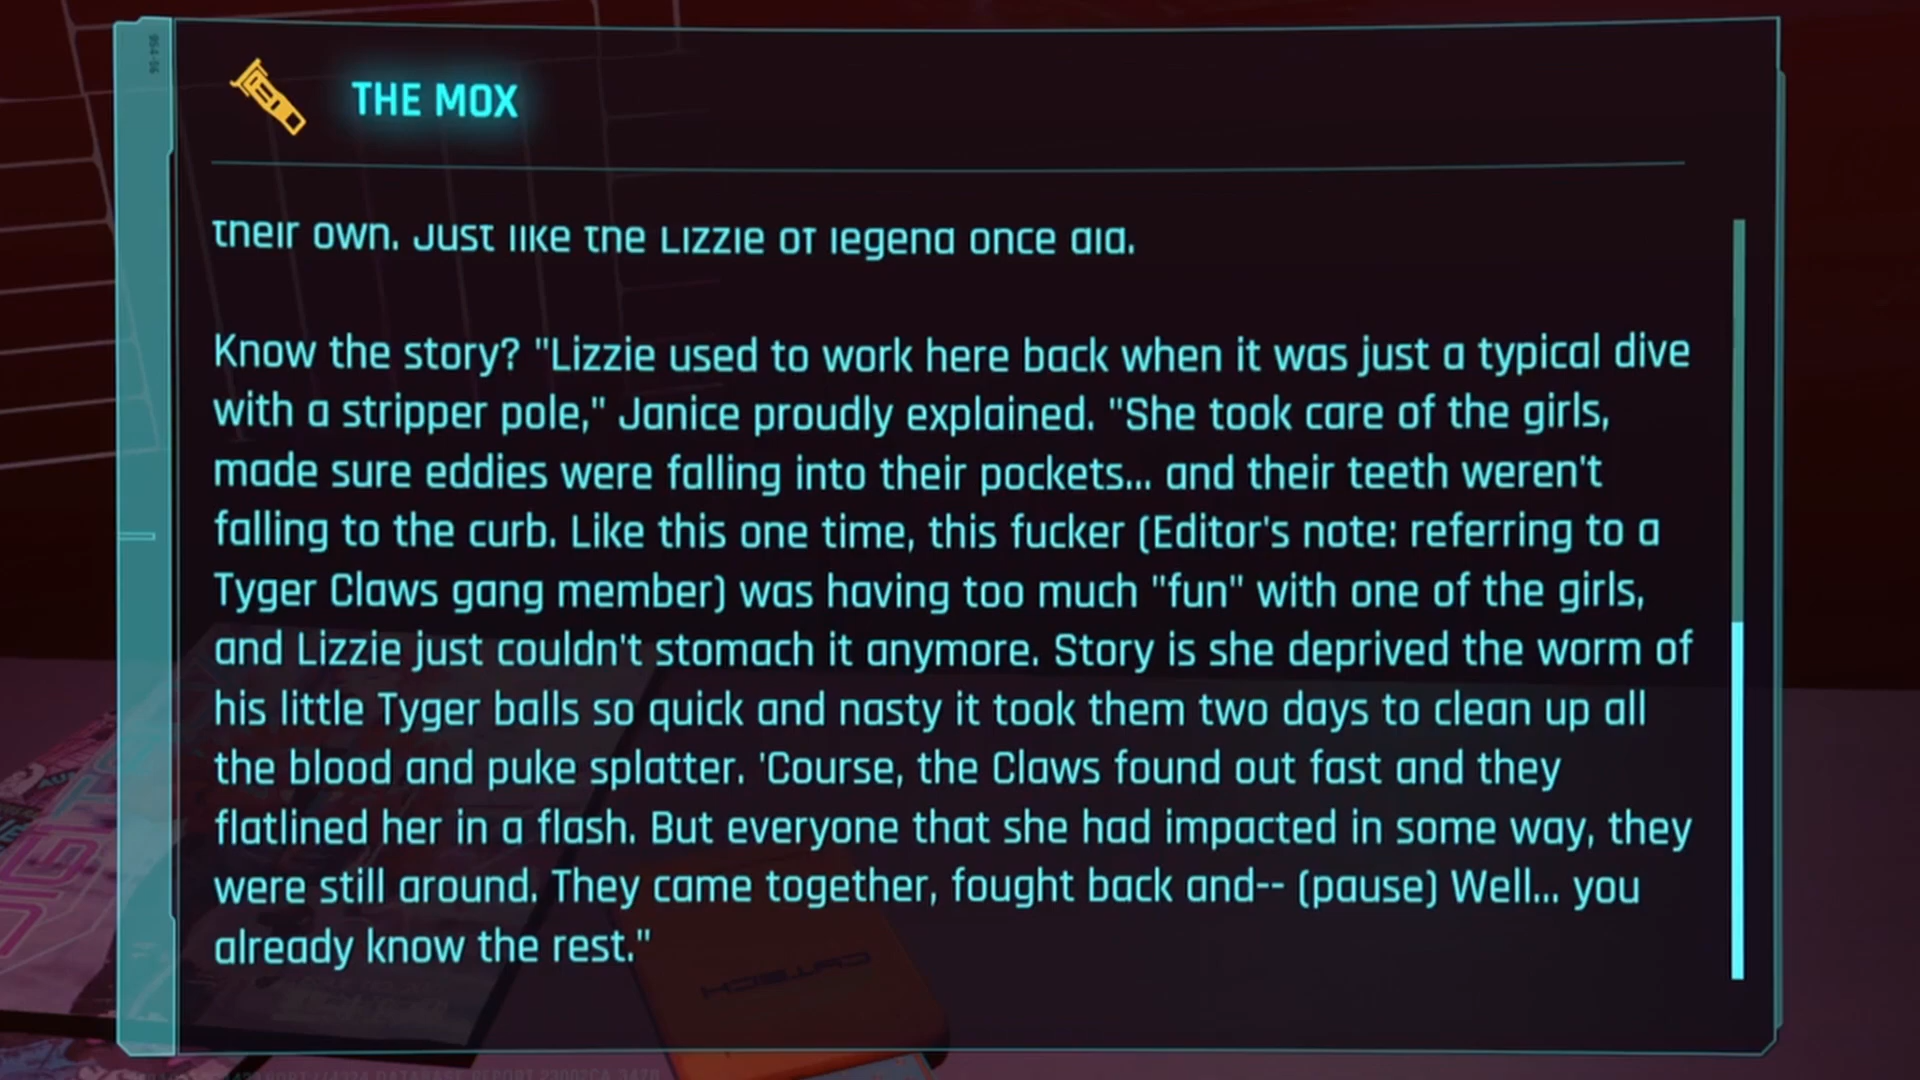 THE MOX
their own. Just like the Lizzie of legend once did.
Know the story? "Lizzie used to work here back when it was just a typical dive
with a stripper pole," Janice proudly explained. "She took care of the girls,
made sure eddies were falling into their pockets... and their teeth weren't
falling to the curb. Like this one time, this fucker (Editor's note: referring to a
Tyger Claws gang member) was having too much "fun" with one of the girls,
and Lizzie just couldn't stomach it anymore. Story is she deprived the worm of
his little Tyger balls so quick and nasty it took them two days to clean up all
the blood and puke splatter. 'Course, the Claws found out fast and they
flatlined her in a flash. But everyone that she had impacted in some way, they
were still around. They came together, fought back and-- (pause) Well... you
already know the rest."